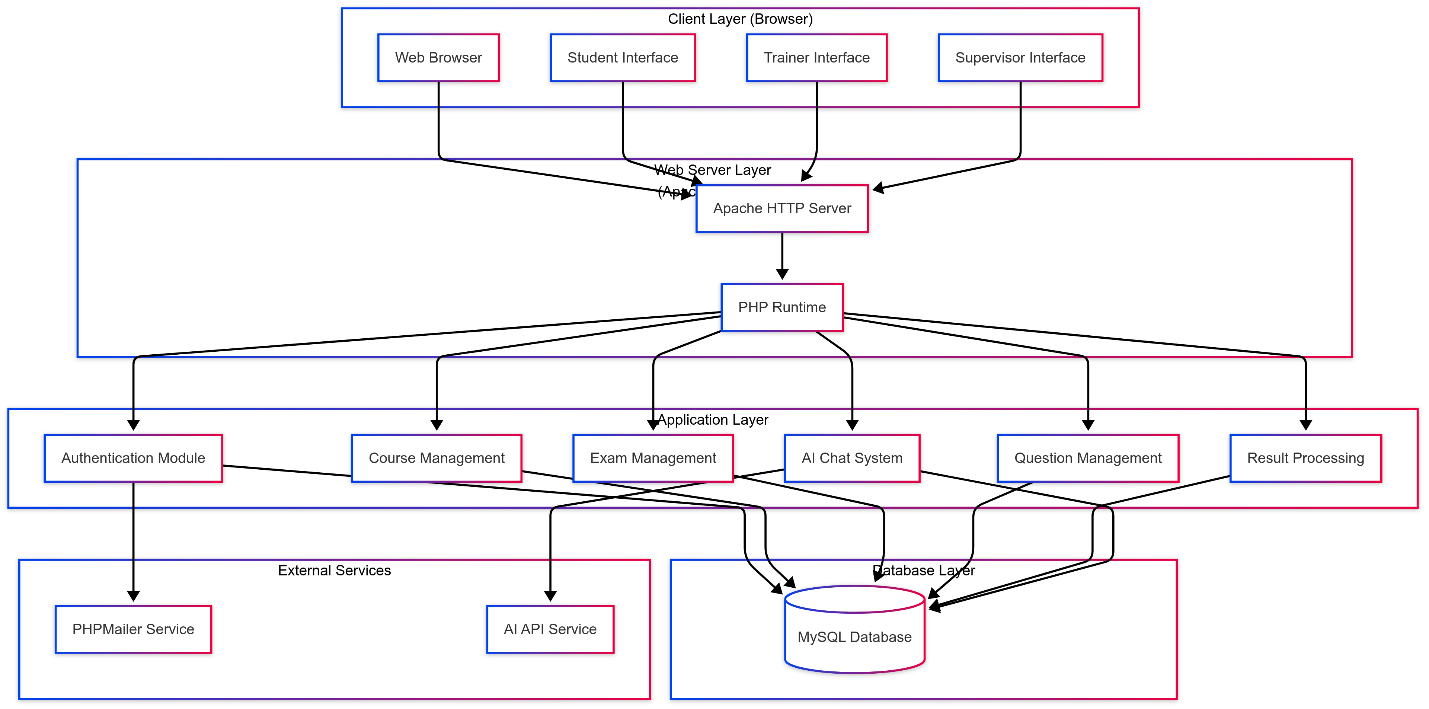 Client Layer (Browser)
Web Browser
Student Interface
Trainer Interface
Supervisor Interface
Web Server Layer
Apache HTTP Server
PHP Runtime
Application Layer
Authentication Module
Course Management
Exam Management
AI Chat System
Question Management
Result Processing
External Services
Database Layer
PHPMailer Service
AI API Service
MySQL Database